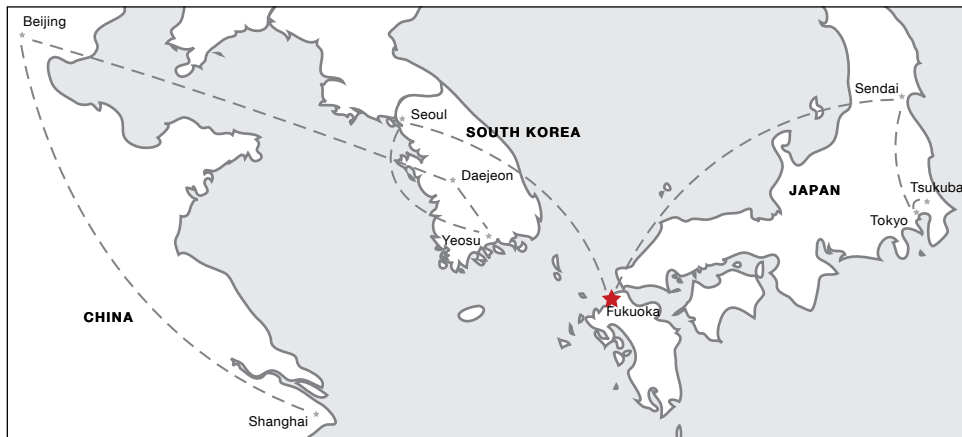 Beijing
Sendai
Seoul
SOUTH KOREA
Daejeon
JAPAN
Tsukuba
Tokyo
Yeosu
Fukuoka
CHINA
Shanghai